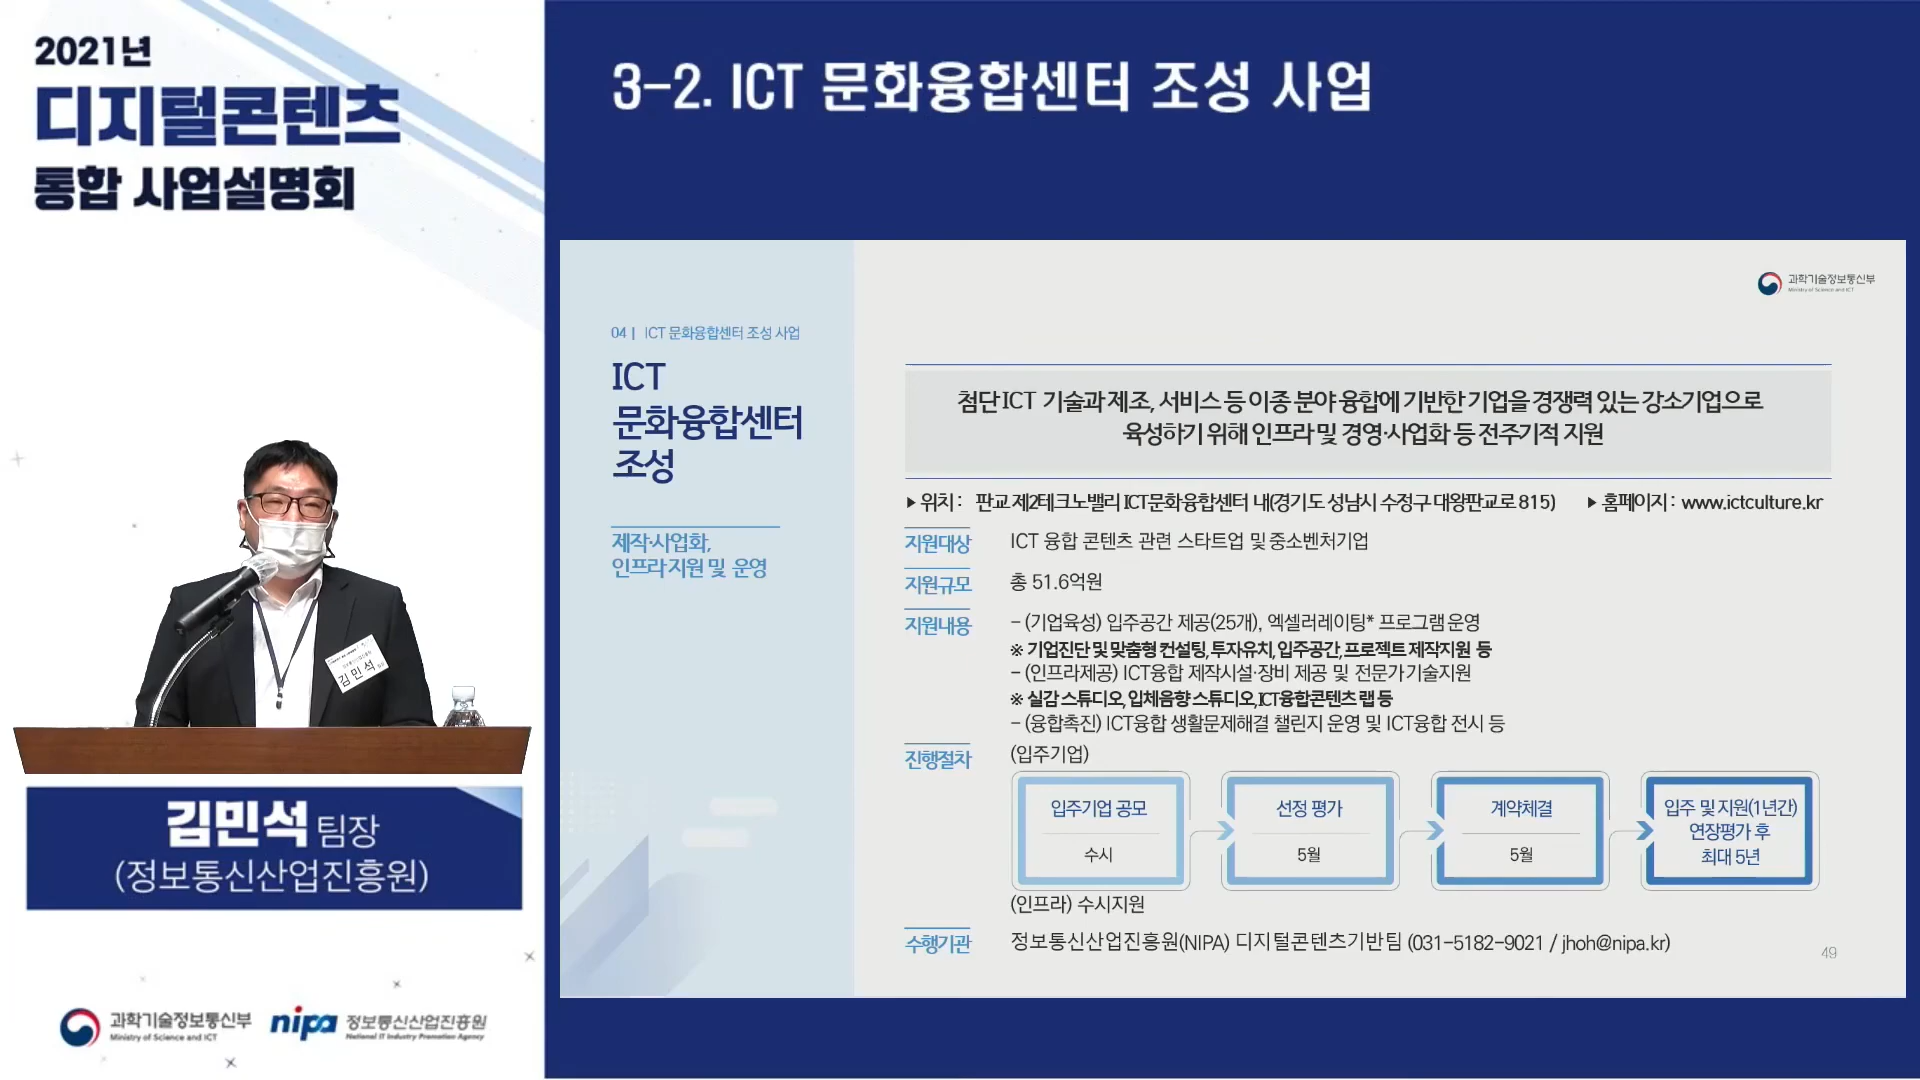 2021년
디지털콘텐츠
통합 사업설명회
김민석
김민석 팀장
(정보통신산업진흥원)
과학기술정보통신부
Ministry of Science and ICT
nipa 정보통신산업진흥원
National IT Industry Promotion Agency
3-2. ICT 문화융합센터 조성 사업
과학기술정보통신부
Ministry of Science and ICT
04 | ICT 문화융합센터 조성 사업
ICT
문화융합센터
조성
제작·사업화,
인프라 지원 및 운영
첨단 ICT 기술과 제조, 서비스 등 이종 분야 융합에 기반한 기업을 경쟁력 있는 강소기업으로
육성하기 위해 인프라 및 경영·사업화 등 전주기적 지원
▶ 위치 : 판교 제2테크노밸리 ICT문화융합센터 내(경기도 성남시 수정구 대왕판교로 815) ▶ 홈페이지 : www.ictculture.kr
지원대상 ICT 융합 콘텐츠 관련 스타트업 및 중소벤처기업
지원규모 총 51.6억원
지원내용 - (기업육성) 입주공간 제공(25개), 엑셀러레이팅* 프로그램 운영
※ 기업진단 및 맞춤형 컨설팅, 투자유치, 입주공간, 프로젝트 제작지원 등
- (인프라제공) ICT융합 제작시설·장비 제공 및 전문가 기술지원
※ 실감 스튜디오, 입체음향 스튜디오, ICT융합콘텐츠 랩 등
- (융합촉진) ICT융합 생활문제해결 챌린지 운영 및 ICT융합 전시 등
진행절차 (입주기업)
입주기업 공모
수시
선정 평가
5월
계약체결
5월
입주 및 지원(1년간)
연장평가 후
최대 5년
(인프라) 수시지원
수행기관 정보통신산업진흥원(NIPA) 디지털콘텐츠기반팀 (031-5182-9021 / jhoh@nipa.kr)
49